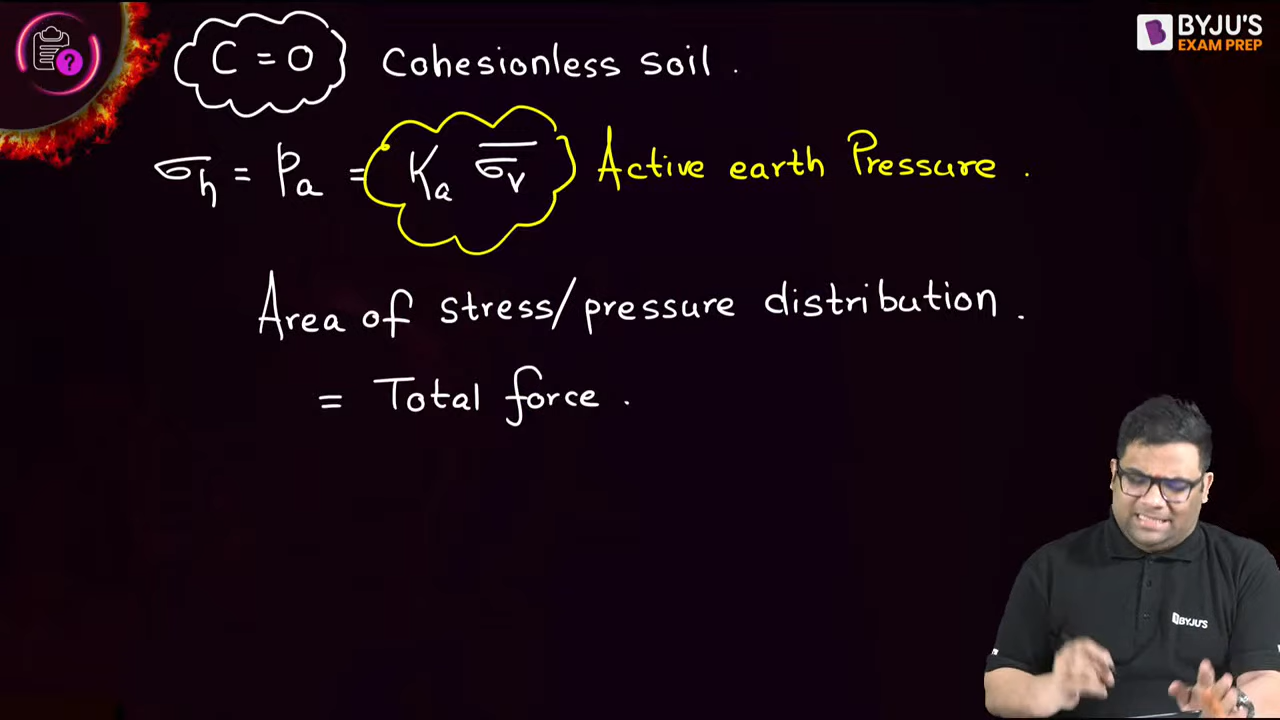 C = 0 Cohesionless soil .
BYJU'S
EXAM PREP
?
σh = Pa = Ka σ̅v Active earth Pressure .
Area of stress/pressure distribution .
= Total force .
BYJU'S